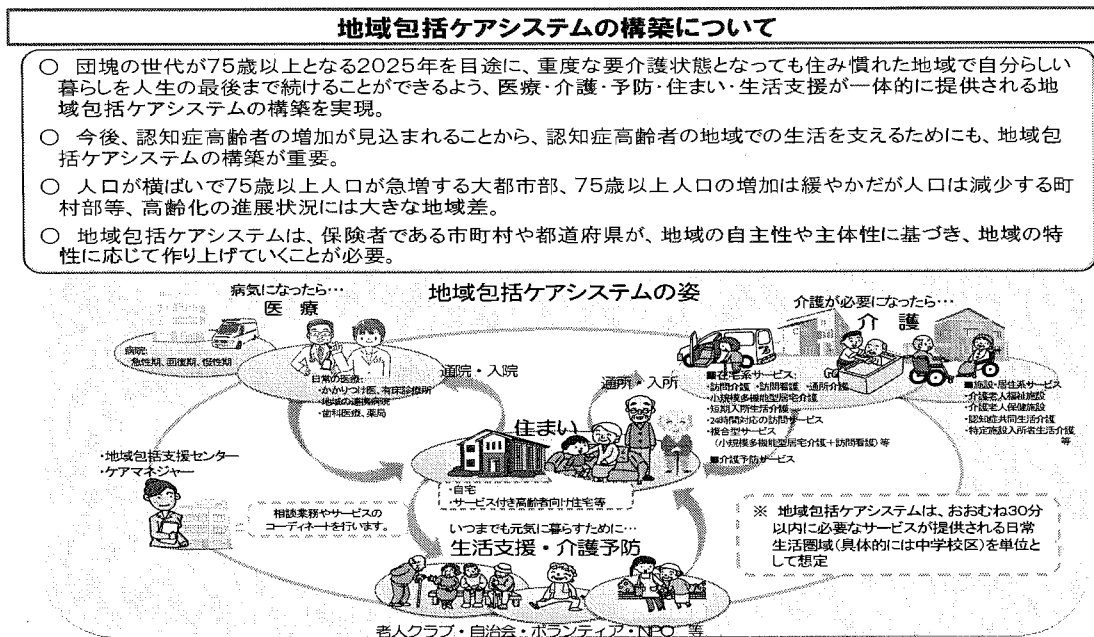 地域包括ケアシステムの構築について
○ 団塊の世代が75歳以上となる2025年を目途に、重度な要介護状態となっても住み慣れた地域で自分らしい
暮らしを人生の最後まで続けることができるよう、医療・介護・予防・住まい・生活支援が一体的に提供される地
域包括ケアシステムの構築を実現。
○ 今後、認知症高齢者の増加が見込まれることから、認知症高齢者の地域での生活を支えるためにも、地域包
括ケアシステムの構築が重要。
○ 人口が横ばいで75歳以上人口が急増する大都市部、75歳以上人口の増加は緩やかだが人口は減少する町
村部等、高齢化の進展状況には大きな地域差。
○ 地域包括ケアシステムは、保険者である市町村や都道府県が、地域の自主性や主体性に基づき、地域の特
性に応じて作り上げていくことが必要。
地域包括ケアシステムの姿
病気になったら…
医 療
病院:
急性期、回復期、慢性期
日常の医療:
・かかりつけ医、有床診療所
・地域の連携病院
・歯科医療、薬局
通院・入院
介護が必要になったら…
介 護
通所・入所
■在宅系サービス:
・訪問介護・訪問看護・通所介護
・小規模多機能型居宅介護
・短期入所生活介護
・24時間対応の訪問サービス
・複合型サービス
(小規模多機能型居宅介護+訪問看護)等
■介護予防サービス
■施設・居住系サービス
・介護老人福祉施設
・介護老人保健施設
・認知症共同生活介護
・特定施設入所者生活介護
等
住まい
・自宅
・サービス付き高齢者向け住宅等
・地域包括支援センター
・ケアマネジャー
相談業務やサービスの
コーディネートを行います。
いつまでも元気に暮らすために…
生活支援・介護予防
老人クラブ・自治会・ボランティア・NPO 等
※ 地域包括ケアシステムは、おおむね30分
以内に必要なサービスが提供される日常
生活圏域(具体的には中学校区)を単位と
して想定